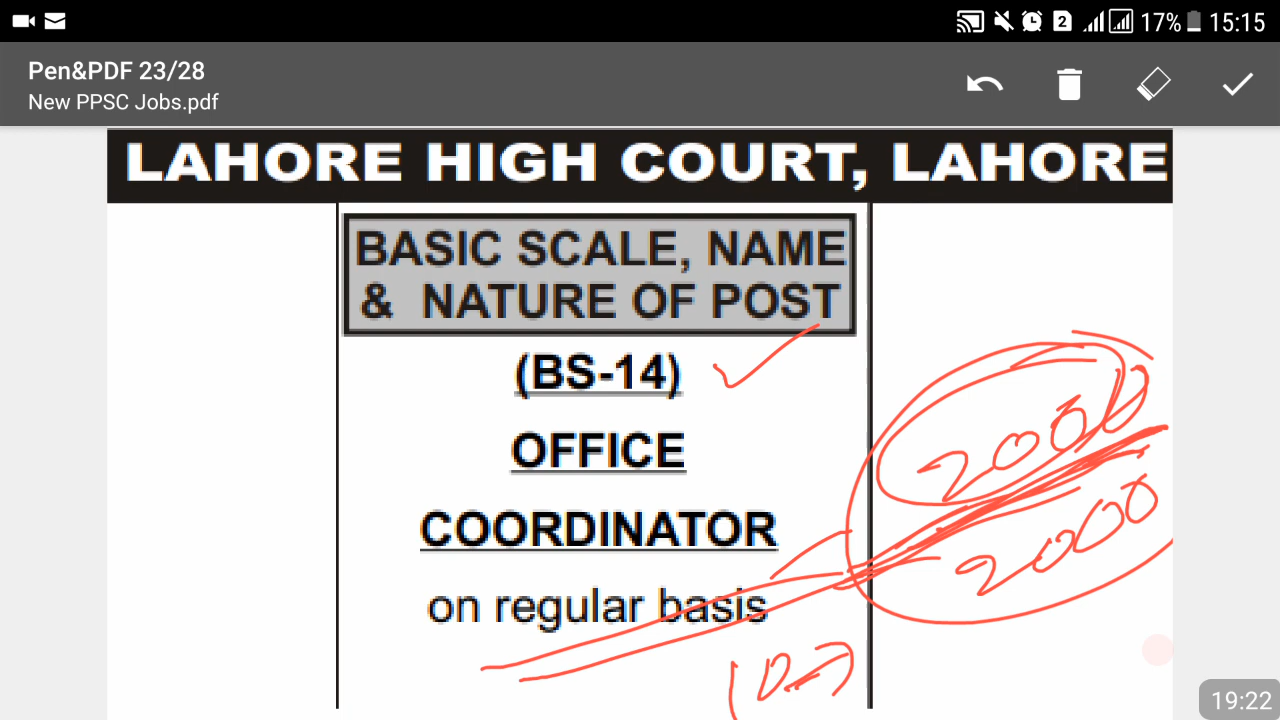 17% 15:15
Pen&PDF 23/28
New PPSC Jobs.pdf
LAHORE HIGH COURT, LAHORE
BASIC SCALE, NAME
& NATURE OF POST
(BS-14)
OFFICE
COORDINATOR
on regular basis
2000
2000
19:22